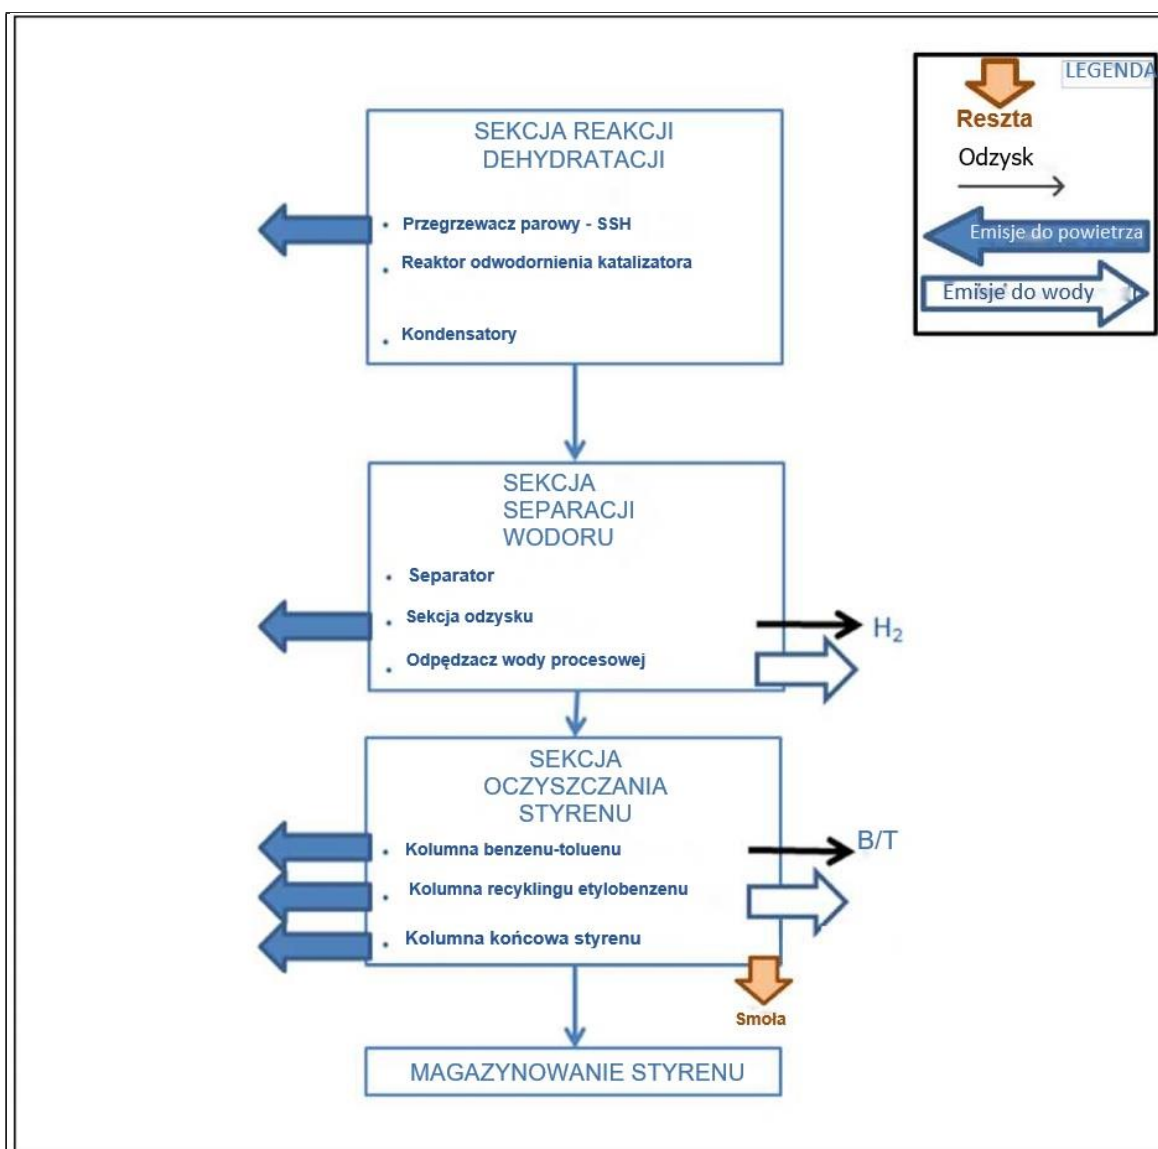 LEGENDA
Reszta
Odzysk
Emisje do powietrza
Emisje do wody
SEKCJA REAKCJI
DEHYDRATACJI
• Przegrzewacz parowy - SSH
• Reaktor odwodornienia katalizatora
• Kondensatory
SEKCJA
SEPARACJI
WODORU
• Separator
• Sekcja odzysku
• Odpędzacz wody procesowej
H₂
SEKCJA
OCZYSZCZANIA
STYRENU
• Kolumna benzenu-toluenu
• Kolumna recyklingu etylobenzenu
• Kolumna końcowa styrenu
B/T
Smoła
MAGAZYNOWANIE STYRENU